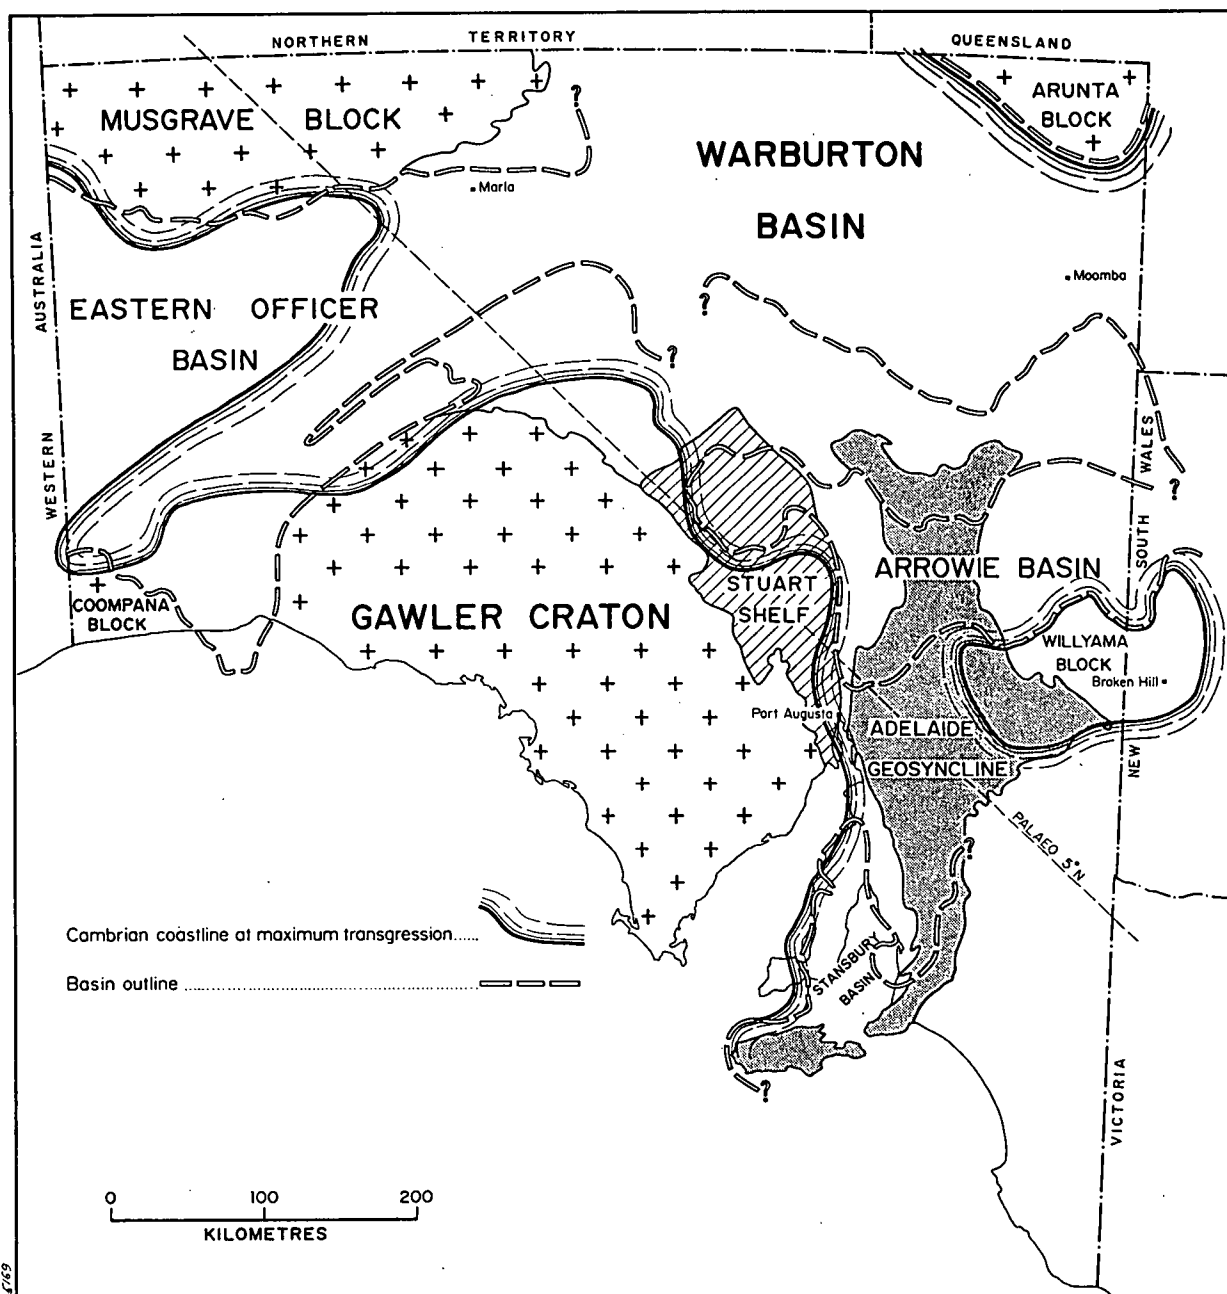 NORTHERN TERRITORY
QUEENSLAND
MUSGRAVE BLOCK
ARUNTA
BLOCK
WARBURTON
BASIN
Marla
Moomba
AUSTRALIA
WESTERN
EASTERN OFFICER
BASIN
?
?
?
?
?
?
COOMPANA
BLOCK
GAWLER CRATON
STUART
SHELF
ARROWIE BASIN
WILLYAMA
BLOCK
Broken Hill
Port Augusta
ADELAIDE
GEOSYNCLINE
NEW SOUTH WALES
PALAEO 5°N
STANSBURY
BASIN
VICTORIA
Cambrian coastline at maximum transgression.....
Basin outline
0 100 200
KILOMETRES